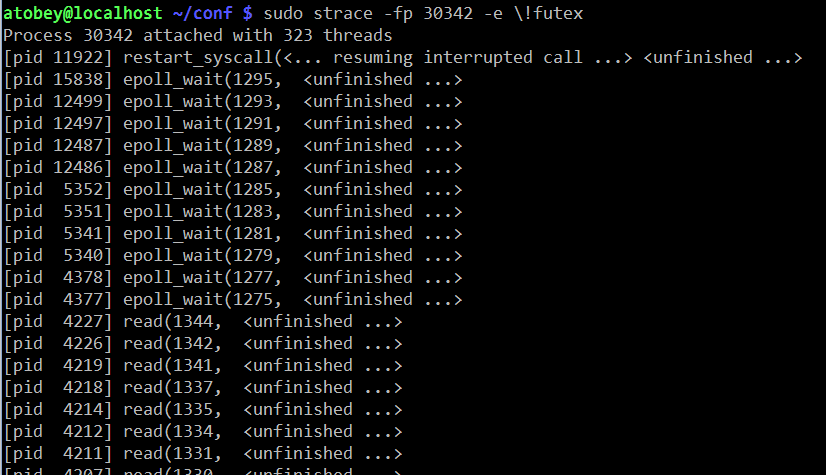 atobey@localhost ~/conf $ sudo strace -fp 30342 -e \!futex
Process 30342 attached with 323 threads
[pid 11922] restart_syscall(<... resuming interrupted call ...> <unfinished ...>
[pid 15838] epoll_wait(1295,  <unfinished ...>
[pid 12499] epoll_wait(1293,  <unfinished ...>
[pid 12497] epoll_wait(1291,  <unfinished ...>
[pid 12487] epoll_wait(1289,  <unfinished ...>
[pid 12486] epoll_wait(1287,  <unfinished ...>
[pid  5352] epoll_wait(1285,  <unfinished ...>
[pid  5351] epoll_wait(1283,  <unfinished ...>
[pid  5341] epoll_wait(1281,  <unfinished ...>
[pid  5340] epoll_wait(1279,  <unfinished ...>
[pid  4378] epoll_wait(1277,  <unfinished ...>
[pid  4377] epoll_wait(1275,  <unfinished ...>
[pid  4227] read(1344,  <unfinished ...>
[pid  4226] read(1342,  <unfinished ...>
[pid  4219] read(1341,  <unfinished ...>
[pid  4218] read(1337,  <unfinished ...>
[pid  4214] read(1335,  <unfinished ...>
[pid  4212] read(1334,  <unfinished ...>
[pid  4211] read(1331,  <unfinished ...>
[pid  4207] read(1330,  <unfinished ...>